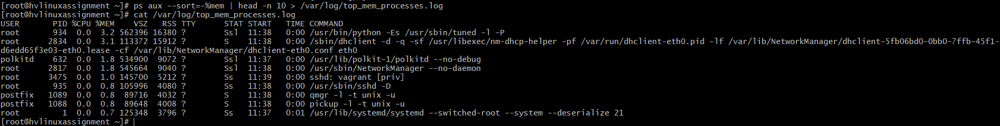 [root@hvlinuxassignment ~]# ps aux --sort=-%mem | head -n 10 > /var/log/top_mem_processes.log
[root@hvlinuxassignment ~]# cat /var/log/top_mem_processes.log
USER       PID %CPU %MEM    VSZ   RSS TTY      STAT START   TIME COMMAND
root       934  0.0  3.2 562396 16380 ?        Ssl  11:38   0:00 /usr/bin/python -Es /usr/sbin/tuned -l -P
root      2834  0.0  3.1 113372 15912 ?        S    11:38   0:00 /sbin/dhclient -d -q -sf /usr/libexec/nm-dhcp-helper -pf /var/run/dhclient-eth0.pid -lf /var/lib/NetworkManager/dhclient-5fb06bd0-0bb0-7ffb-45f1-
d6edd65f3e03-eth0.lease -cf /var/lib/NetworkManager/dhclient-eth0.conf eth0
polkitd    632  0.0  1.8 534900  9072 ?        Ssl  11:37   0:00 /usr/lib/polkit-1/polkitd --no-debug
root      2817  0.0  1.8 545664  9040 ?        Ssl  11:38   0:00 /usr/sbin/NetworkManager --no-daemon
root      3475  0.0  1.0 145700  5212 ?        Ss   11:39   0:00 sshd: vagrant [priv]
root       935  0.0  0.8 105996  4080 ?        Ss   11:38   0:00 /usr/sbin/sshd -D
postfix   1089  0.0  0.8  89716  4032 ?        S    11:38   0:00 qmgr -l -t unix -u
postfix   1088  0.0  0.8  89648  4008 ?        S    11:38   0:00 pickup -l -t unix -u
root         1  0.0  0.7 125348  3796 ?        Ss   11:37   0:01 /usr/lib/systemd/systemd --switched-root --system --deserialize 21
[root@hvlinuxassignment ~]#